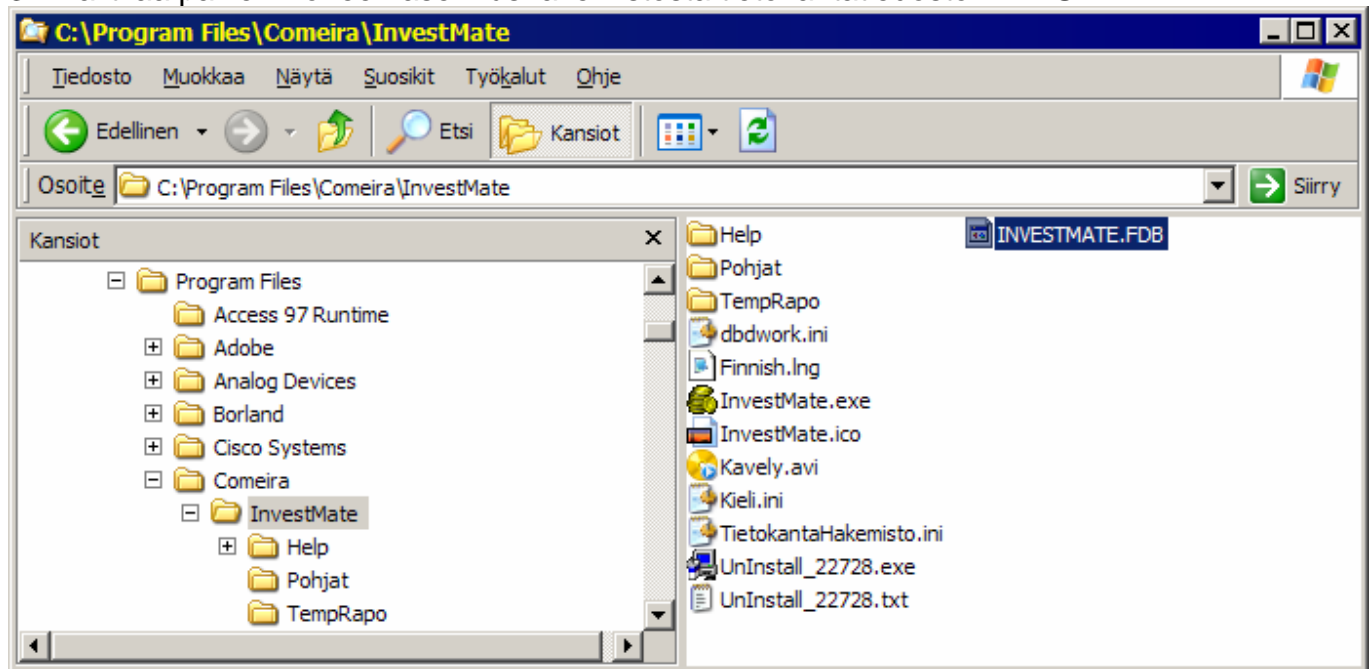 C:\Program Files\Comeira\InvestMate
Tiedosto Muokkaa Näytä Suosikit Työkalut Ohje
Edellinen Etsi Kansiot
Osoite C:\Program Files\Comeira\InvestMate Siirry
Kansiot
Program Files
Access 97 Runtime
Adobe
Analog Devices
Borland
Cisco Systems
Comeira
InvestMate
Help
Pohjat
TempRapo
Help
Pohjat
TempRapo
dbdwork.ini
Finnish.lng
InvestMate.exe
InvestMate.ico
Kavely.avi
Kieli.ini
TietokantaHakemisto.ini
UnInstall_22728.exe
UnInstall_22728.txt
INVESTMATE.FDB